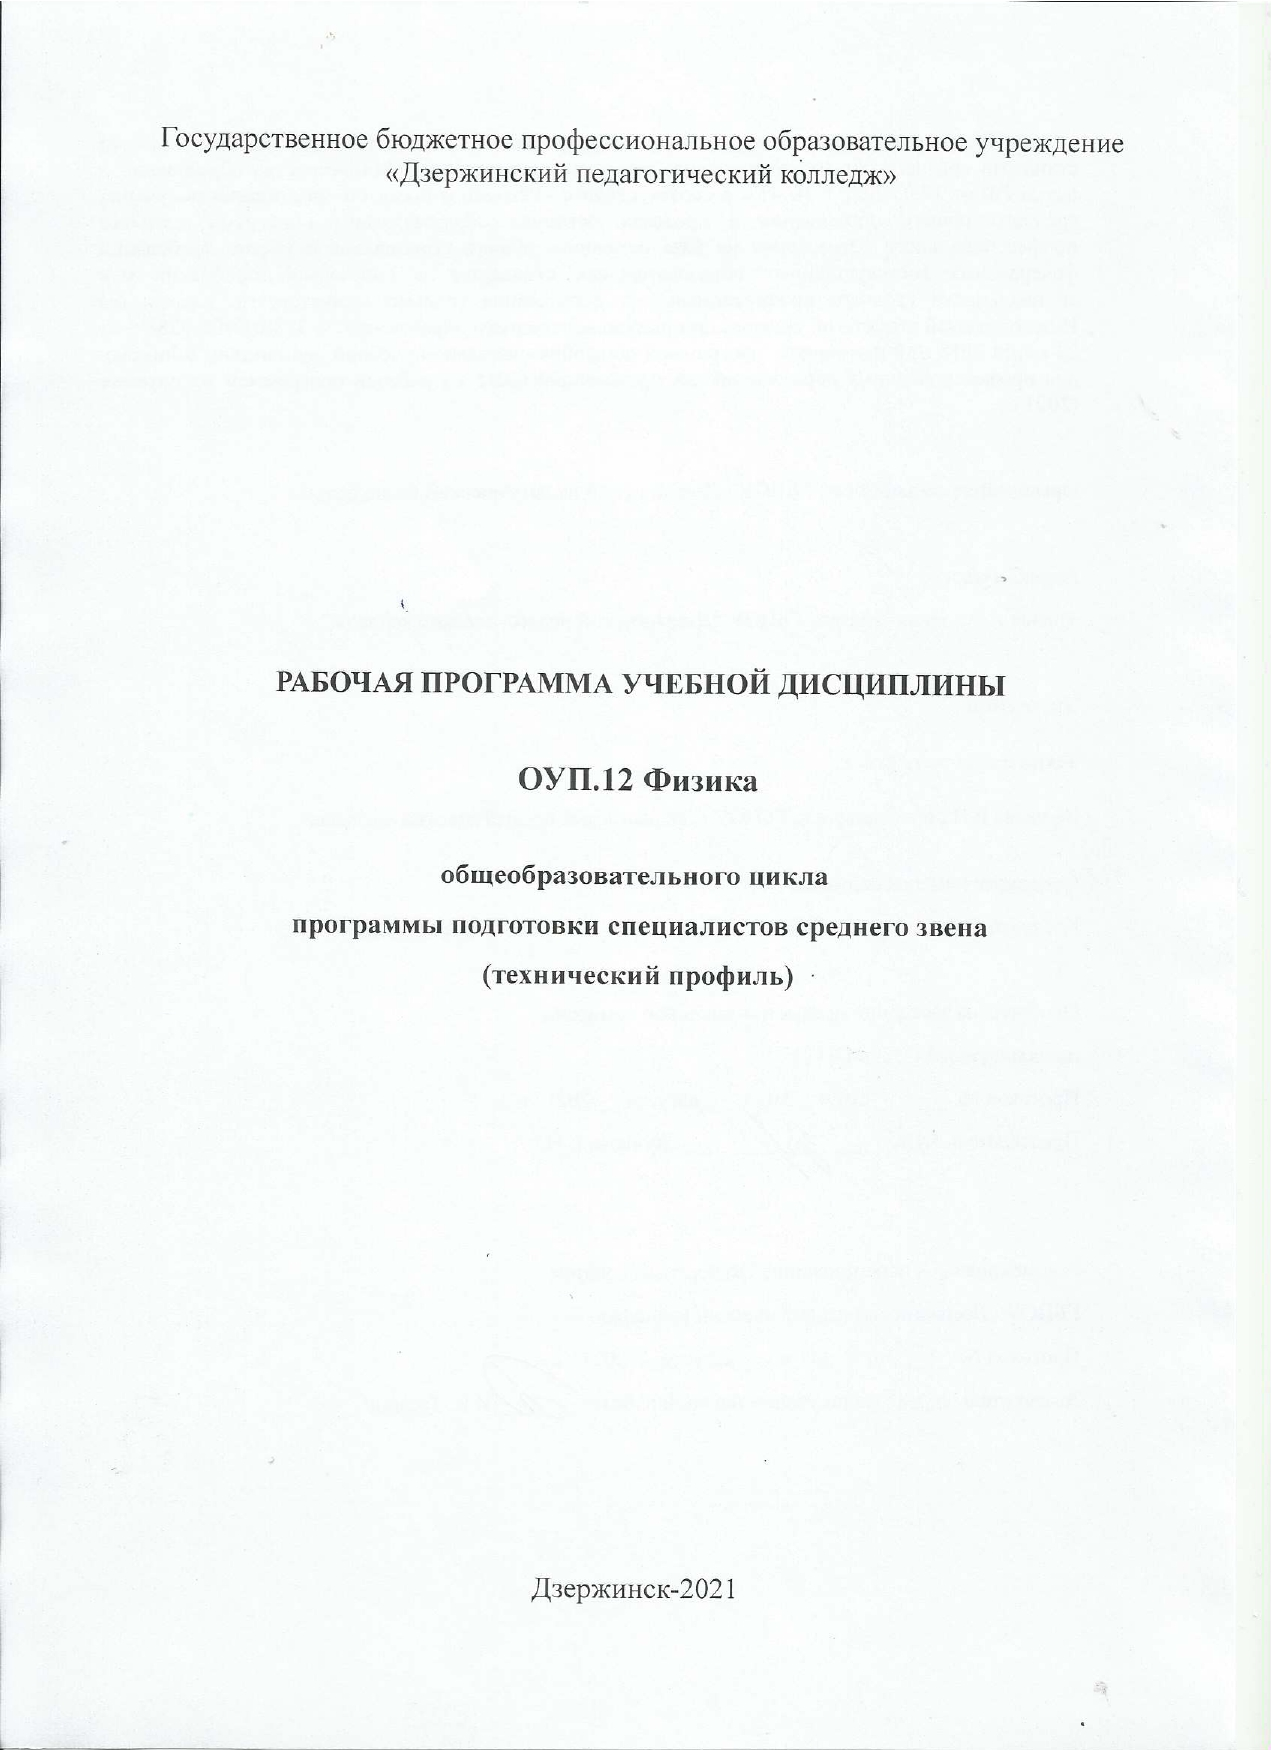 Государственное бюджетное профессиональное образовательное учреждение
«Дзержинский педагогический колледж»
РАБОЧАЯ ПРОГРАММА УЧЕБНОЙ ДИСЦИПЛИНЫ
ОУП.12 Физика
общеобразовательного цикла
программы подготовки специалистов среднего звена
(технический профиль)
Дзержинск-2021